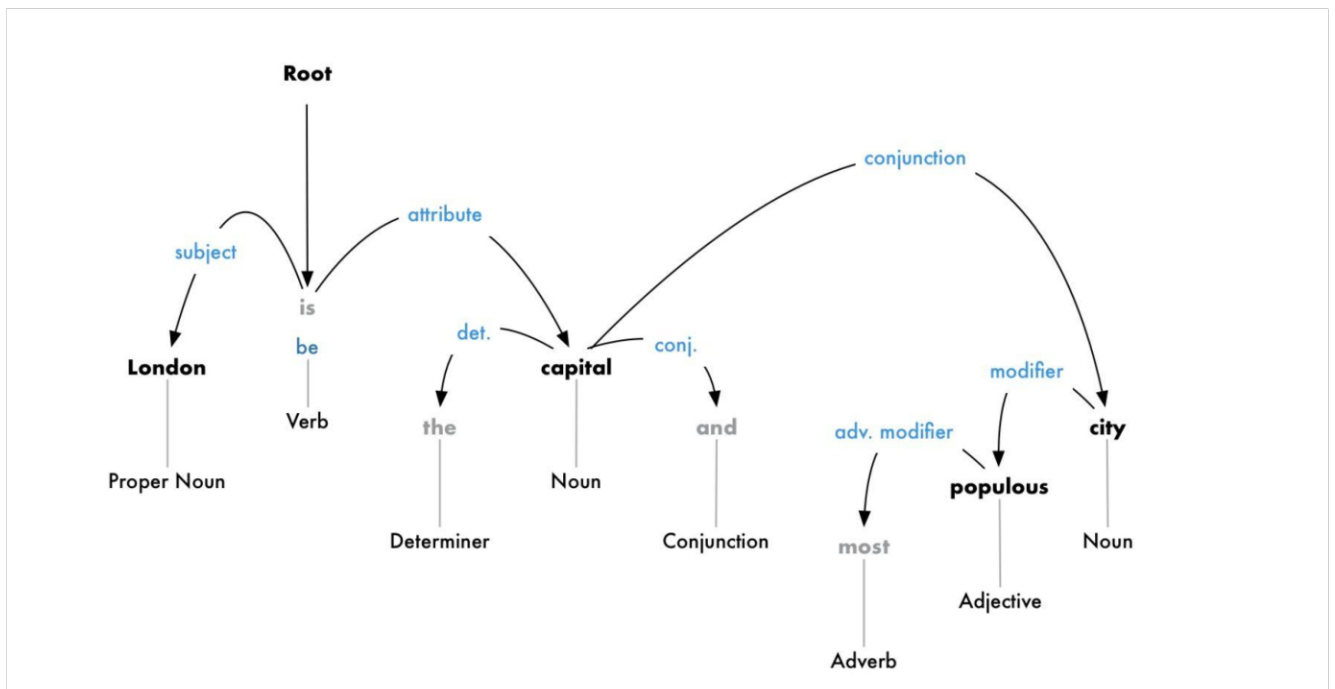 Root
conjunction
attribute
subject
is
det.
conj.
be
London
capital
modifier
Verb
the
and
adv. modifier
city
Proper Noun
Noun
populous
Determiner
Conjunction
most
Noun
Adjective
Adverb